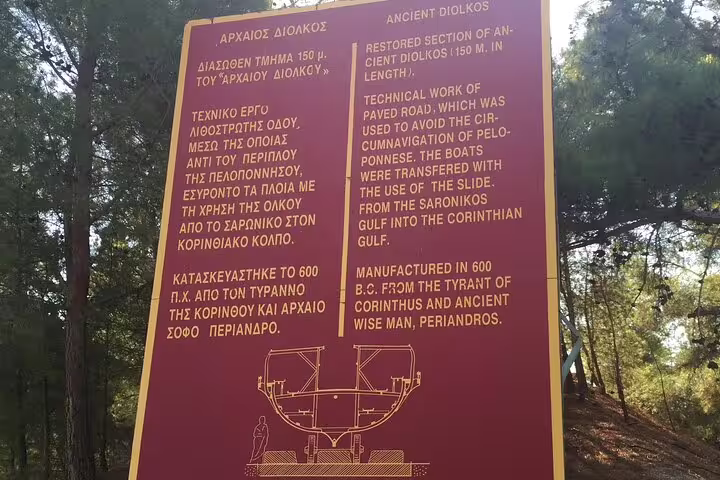 ΑΡΧΑΙΟΣ ΔΙΟΛΚΟΣ
ΔΙΑΣΩΘΕΝ ΤΜΗΜΑ 150 μ.
ΤΟΥ “ΑΡΧΑΙΟΥ ΔΙΟΛΚΟΥ„
ΤΕΧΝΙΚΟ ΕΡΓΟ
ΛΙΘΟΣΤΡΩΤΗΣ ΟΔΟΥ,
ΜΕΣΩ ΤΗΣ ΟΠΟΙΑΣ
ΑΝΤΙ ΤΟΥ ΠΕΡΙΠΛΟΥ
ΤΗΣ ΠΕΛΟΠΟΝΝΗΣΟΥ,
ΕΣΥΡΟΝΤΟ ΤΑ ΠΛΟΙΑ ΜΕ
ΤΗ ΧΡΗΣΗ ΤΗΣ ΟΛΚΟΥ
ΑΠΟ ΤΟ ΣΑΡΩΝΙΚΟ ΣΤΟΝ
ΚΟΡΙΝΘΙΑΚΟ ΚΟΛΠΟ.
ΚΑΤΑΣΚΕΥΑΣΤΗΚΕ ΤΟ 600
Π.Χ. ΑΠΟ ΤΟΝ ΤΥΡΑΝΝΟ
ΤΗΣ ΚΟΡΙΝΘΟΥ ΚΑΙ ΑΡΧΑΙΟ
ΣΟΦΟ ΠΕΡΙΑΝΔΡΟ.
ANCIENT DIOLKOS
RESTORED SECTION OF AN-
CIENT DIOLKOS (150 M. IN
LENGTH).
TECHNICAL WORK OF
PAVED ROAD, WHICH WAS
USED TO AVOID THE CIR-
CUMNAVIGATION OF PELO-
PONNESE. THE BOATS
WERE TRANSFERED WITH
THE USE OF THE SLIDE.
FROM THE SARONIKOS
GULF INTO THE CORINTHIAN
GULF.
MANUFACTURED IN 600
B.C. FROM THE TYRANT OF
CORINTHUS AND ANCIENT
WISE MAN, PERIANDROS.